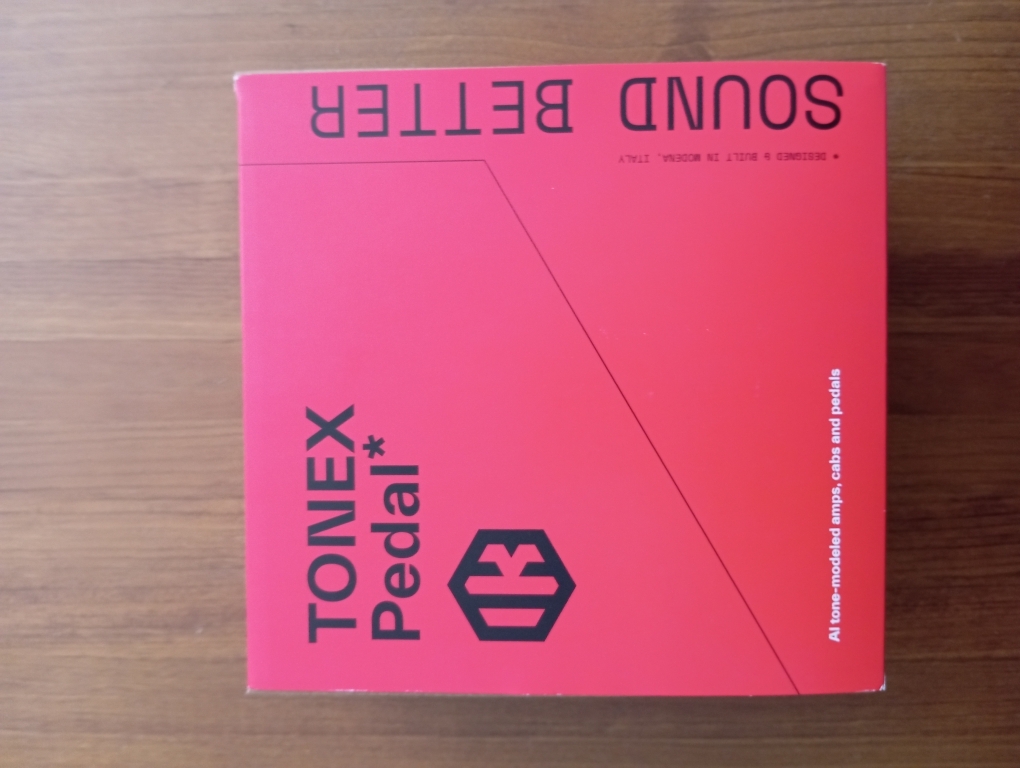 SOUND BETTER
* DESIGNED & BUILT IN MODENA, ITALY
TONEX
Pedal*
AI tone-modeled amps, cabs and pedals